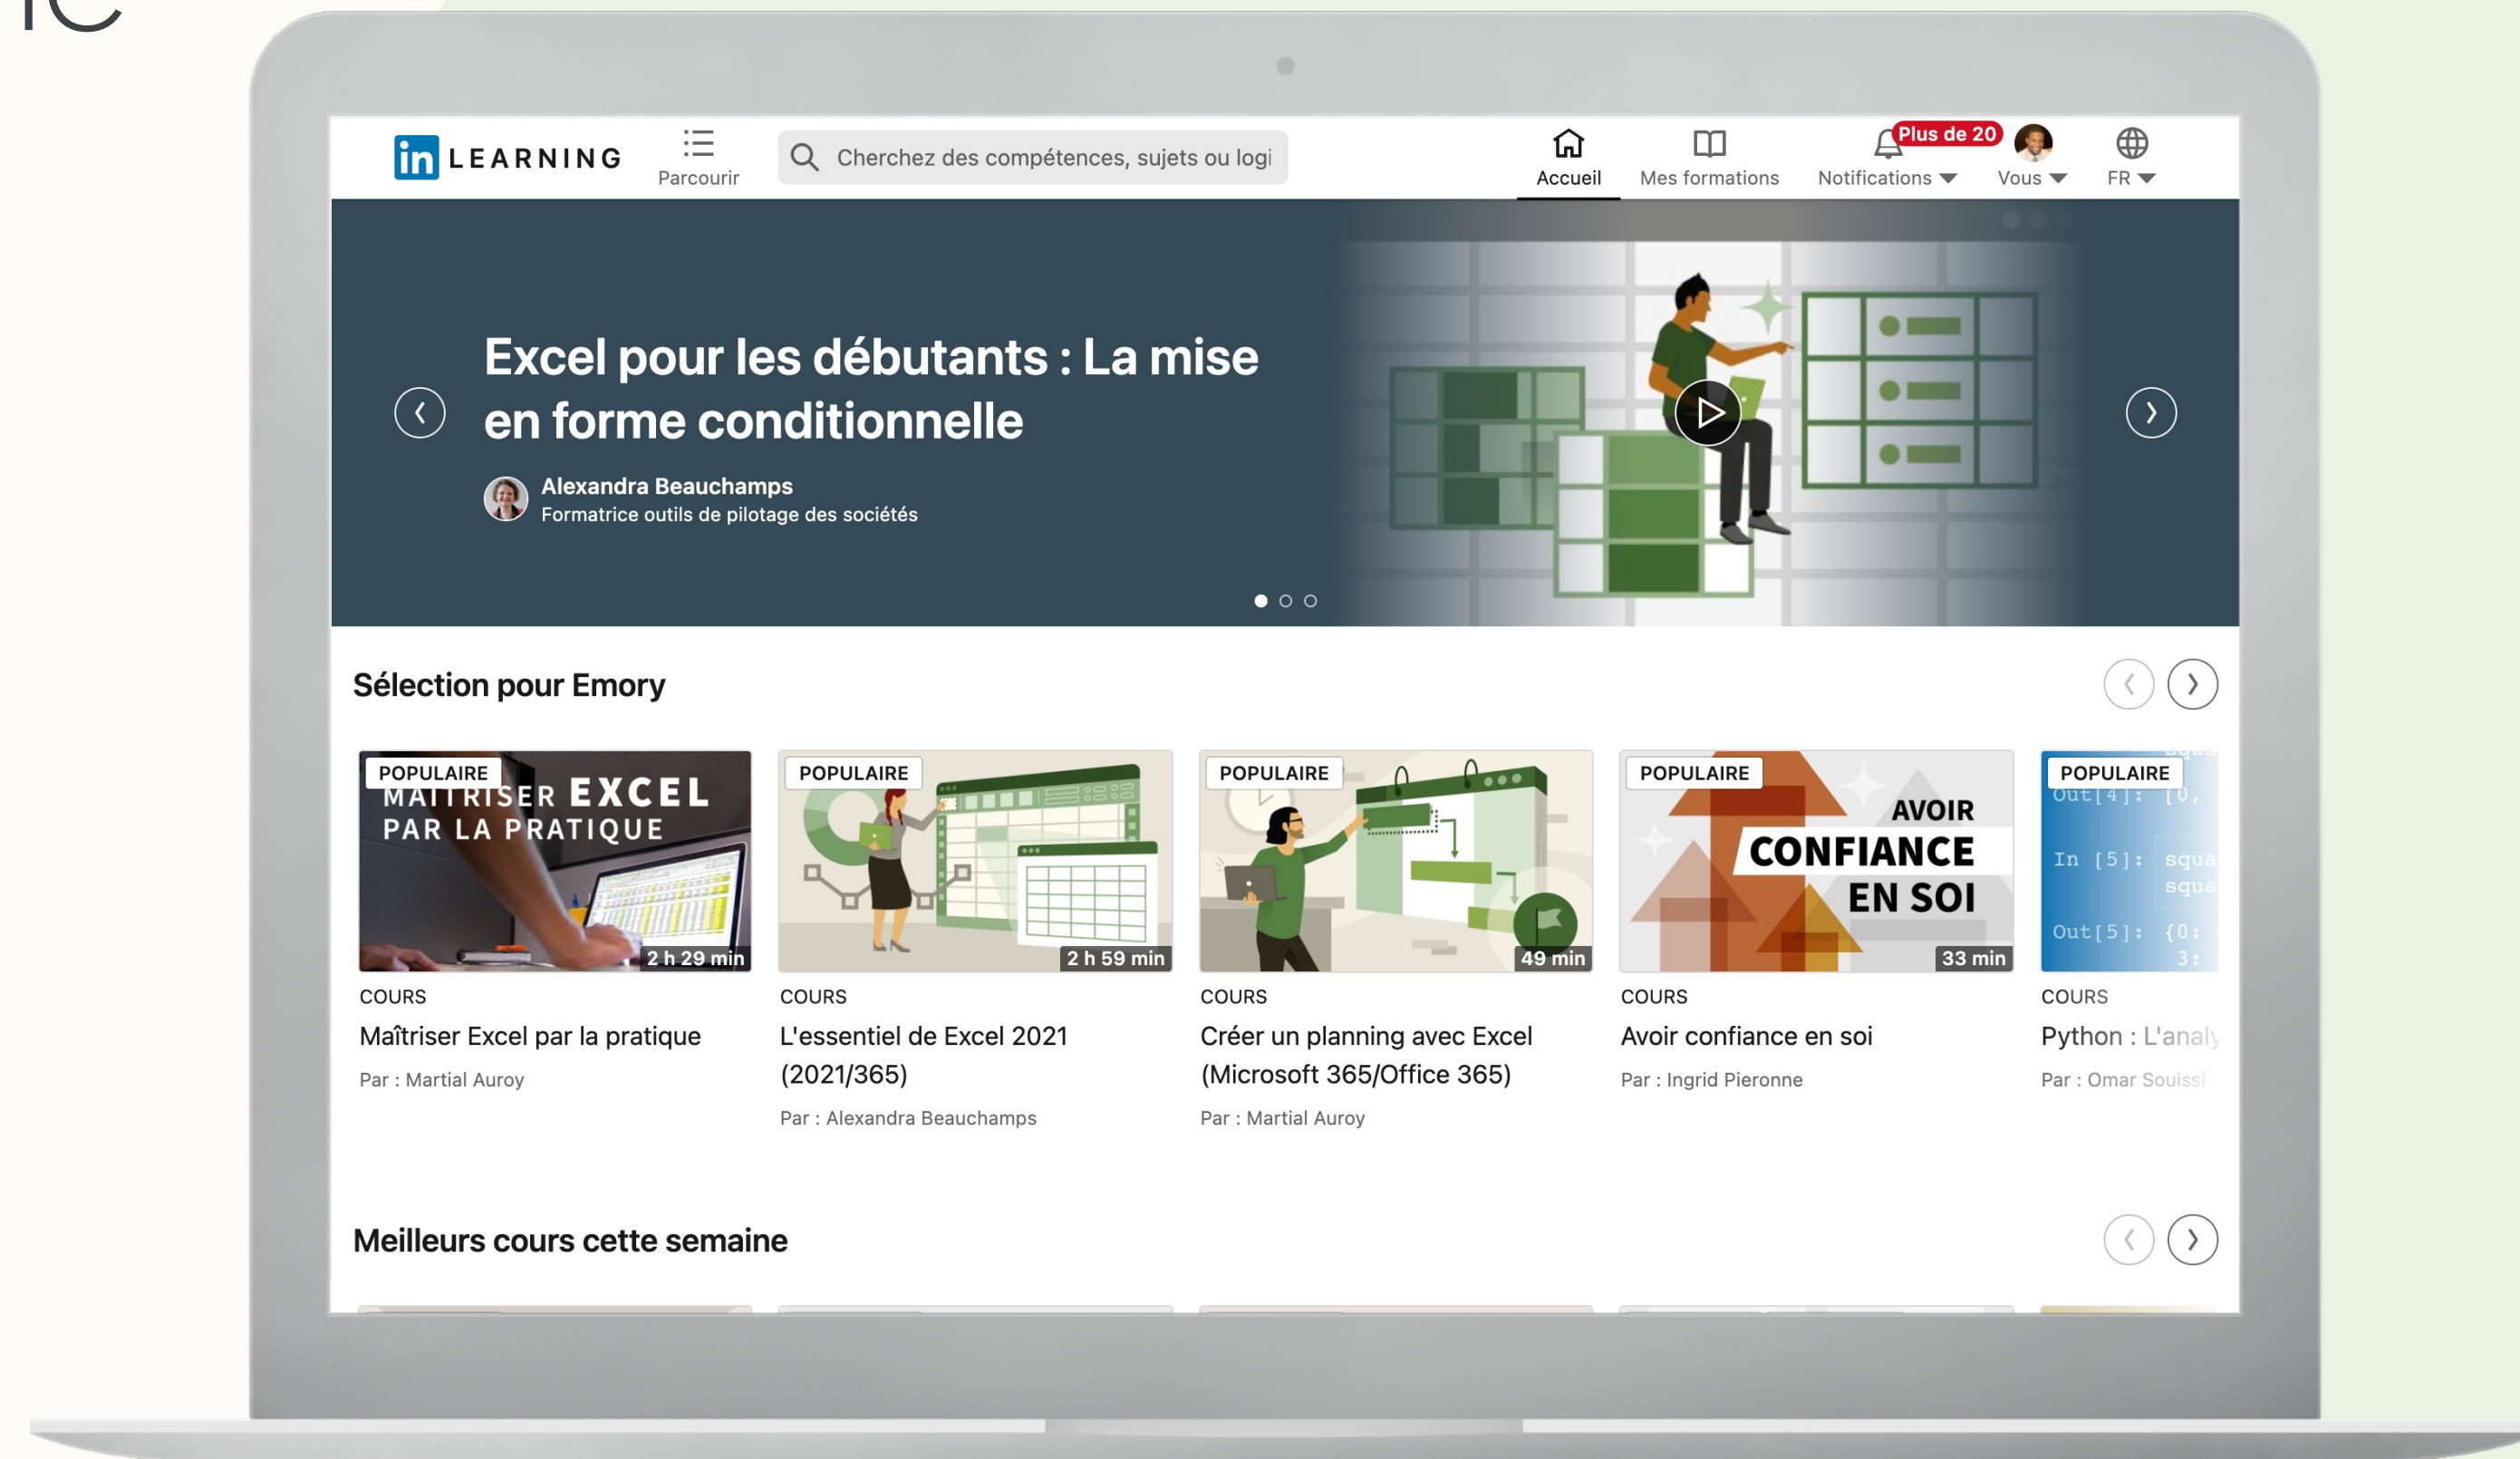 in LEARNING
Parcourir
Cherchez des compétences, sujets ou logi
Accueil
Mes formations
Plus de 20
Notifications
Vous
FR
Excel pour les débutants : La mise
en forme conditionnelle
Alexandra Beauchamps
Formatrice outils de pilotage des sociétés
Sélection pour Emory
POPULAIRE
MAÎTRISER EXCEL
PAR LA PRATIQUE
2 h 29 min
COURS
Maîtriser Excel par la pratique
Par : Martial Auroy
POPULAIRE
2 h 59 min
COURS
L'essentiel de Excel 2021
(2021/365)
Par : Alexandra Beauchamps
POPULAIRE
49 min
COURS
Créer un planning avec Excel
(Microsoft 365/Office 365)
Par : Martial Auroy
POPULAIRE
AVOIR
CONFIANCE
EN SOI
33 min
COURS
Avoir confiance en soi
Par : Ingrid Pieronne
POPULAIRE
Out[4]: [0,
In [5]: squa
squa
Out[5]: {0:
3:
COURS
Python : L'analy
Par : Omar Souissi
Meilleurs cours cette semaine